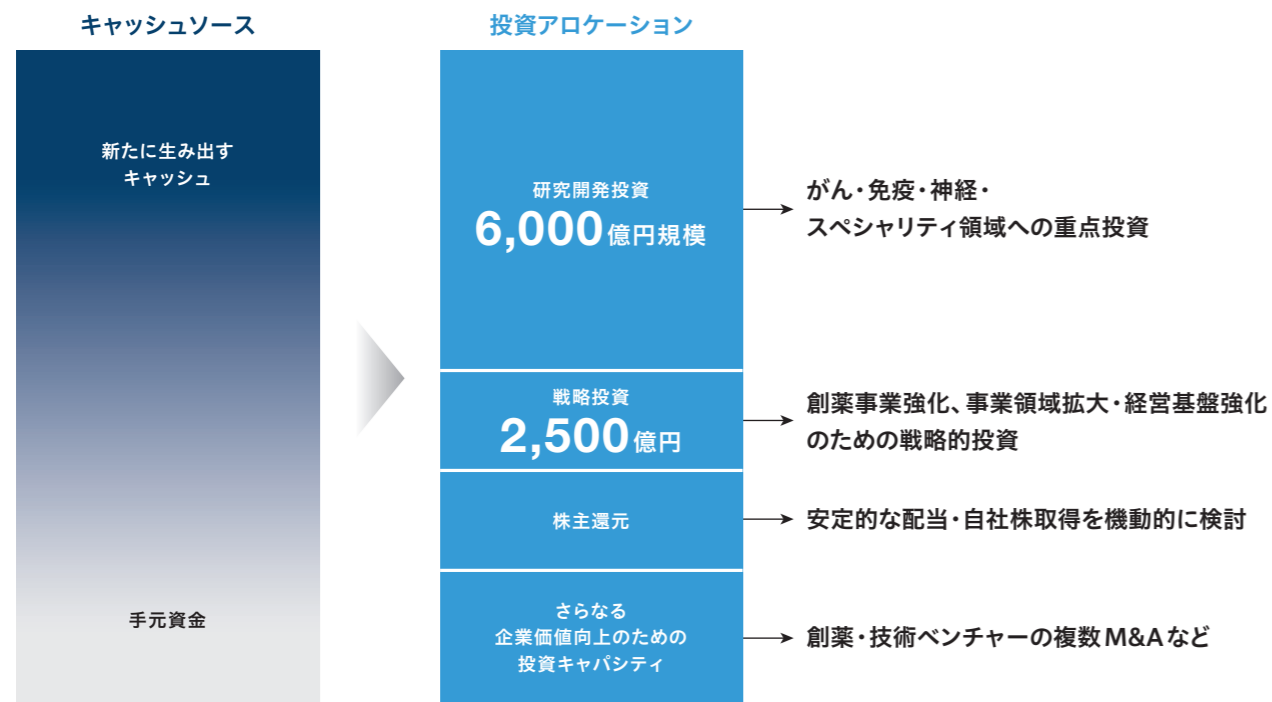 キャッシュソース
投資アロケーション
新たに生み出す
キャッシュ
手元資金
研究開発投資
6,000億円規模
がん・免疫・神経・
スペシャリティ領域への重点投資
戦略投資
2,500億円
創薬事業強化、事業領域拡大・経営基盤強化
のための戦略的投資
株主還元
安定的な配当・自社株取得を機動的に検討
さらなる
企業価値向上のための
投資キャパシティ
創薬・技術ベンチャーの複数M&Aなど